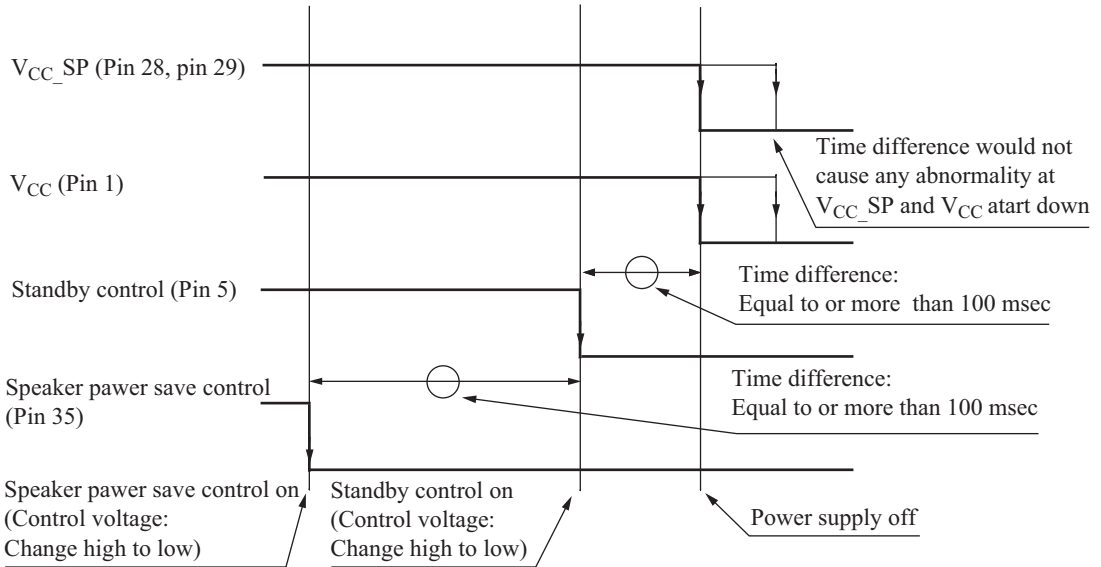 V_CC_SP (Pin 28, pin 29)
Time difference would not
cause any abnormality at
V_CC_SP and V_CC atart down
V_CC (Pin 1)
Time difference:
Equal to or more than 100 msec
Standby control (Pin 5)
Time difference:
Equal to or more than 100 msec
Speaker pawer save control
(Pin 35)
Speaker pawer save control on
(Control voltage:
Change high to low)
Standby control on
(Control voltage:
Change high to low)
Power supply off